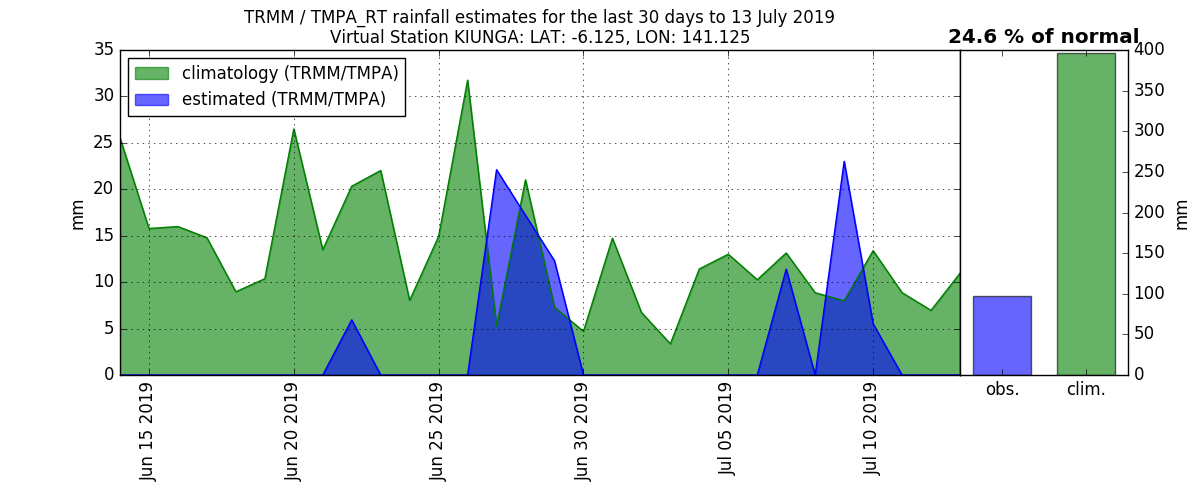 TRMM / TMPA_RT rainfall estimates for the last 30 days to 13 July 2019
Virtual Station KIUNGA: LAT: -6.125, LON: 141.125
24.6 % of normal
climatology (TRMM/TMPA)
estimated (TRMM/TMPA)
35
30
25
20
15
10
5
0
mm
Jun 15 2019
Jun 20 2019
Jun 25 2019
Jun 30 2019
Jul 05 2019
Jul 10 2019
400
350
300
250
200
150
100
50
0
mm
obs.
clim.